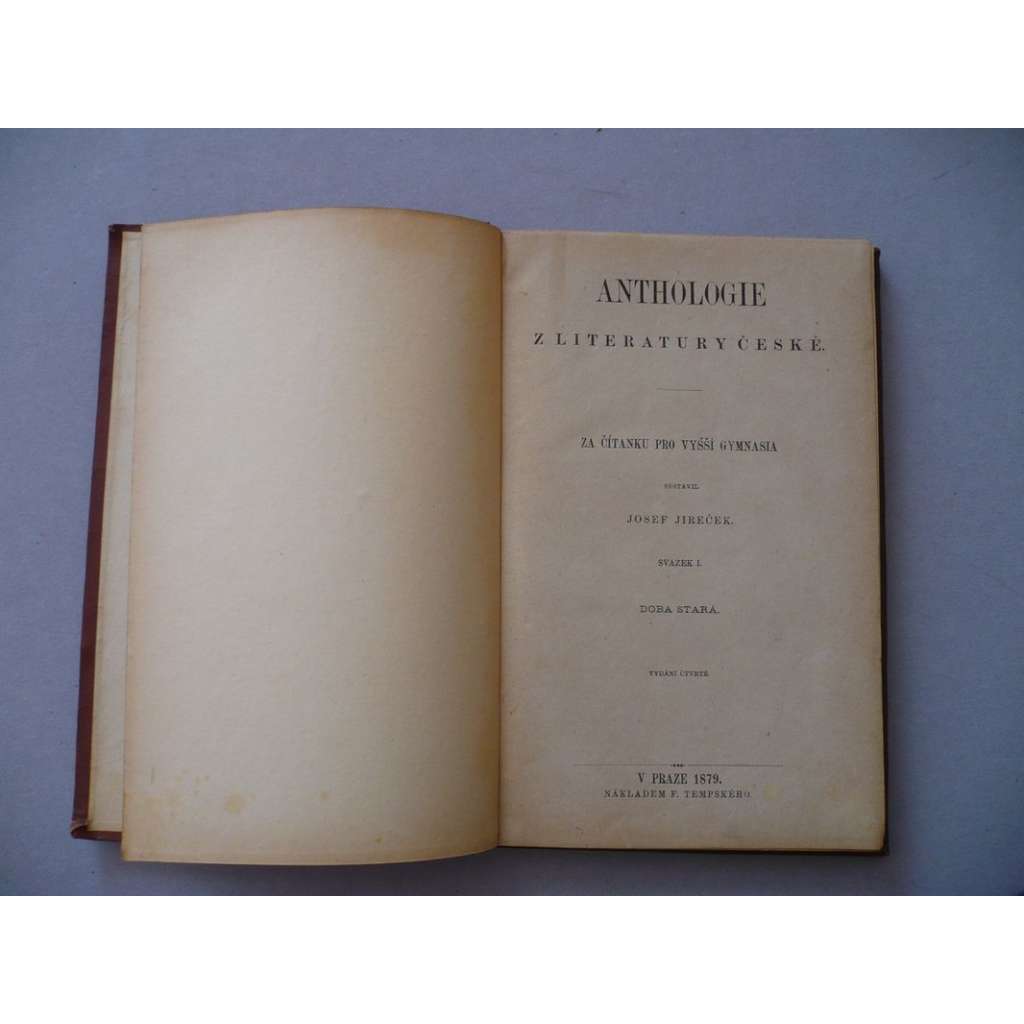 ANTHOLOGIE
Z LITERATURY ČESKÉ.
ZA ČÍTANKU PRO VYŠŠÍ GYMNASIA
SESTAVIL
JOSEF JIREČEK.
SVAZEK I.
DOBA STARÁ.
VYDÁNÍ ČTVRTÉ.
V PRAZE 1879.
NÁKLADEM F. TEMPSKÉHO.